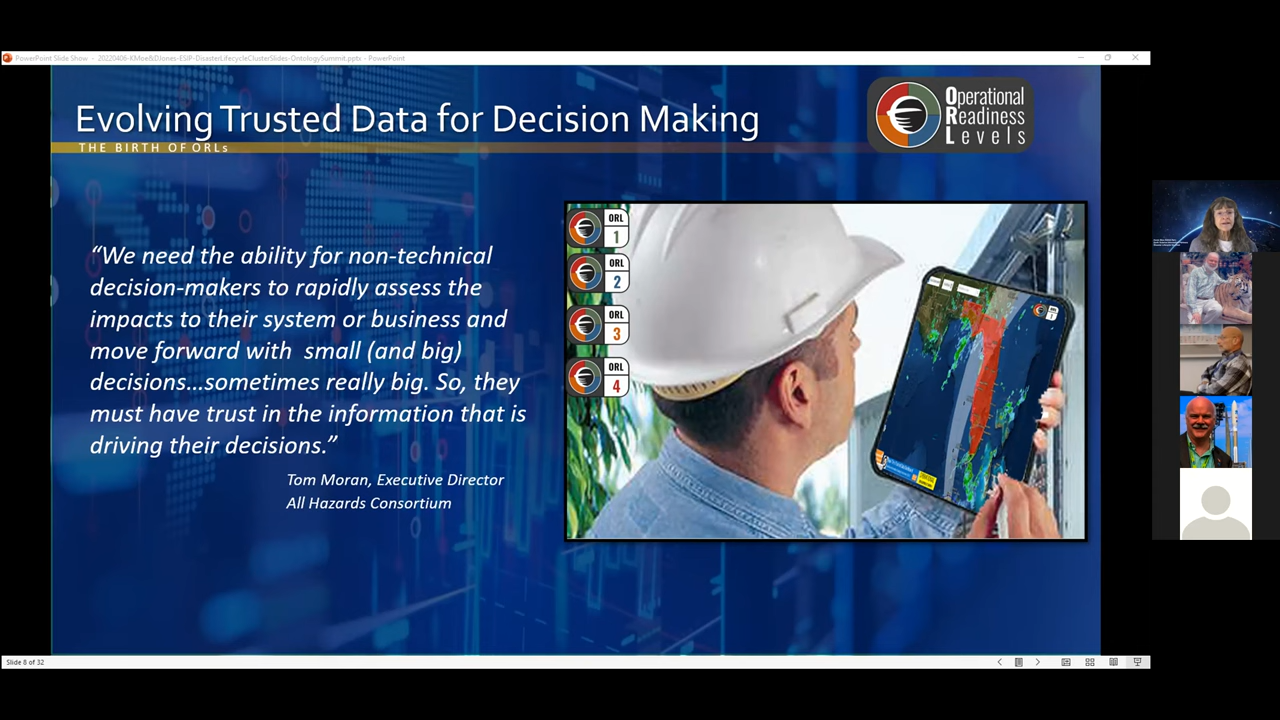 PowerPoint Slide Show - 20220406-KMoe&DJones-ESIP-DisasterLifecycleClusterSlides-OntologySummit.pptx - PowerPoint
Evolving Trusted Data for Decision Making
THE BIRTH OF ORLs
Operational
Readiness
Levels
“We need the ability for non-technical
decision-makers to rapidly assess the
impacts to their system or business and
move forward with small (and big)
decisions...sometimes really big. So, they
must have trust in the information that is
driving their decisions.”
Tom Moran, Executive Director
All Hazards Consortium
ORL
1
ORL
2
ORL
3
ORL
4
Slide 8 of 32